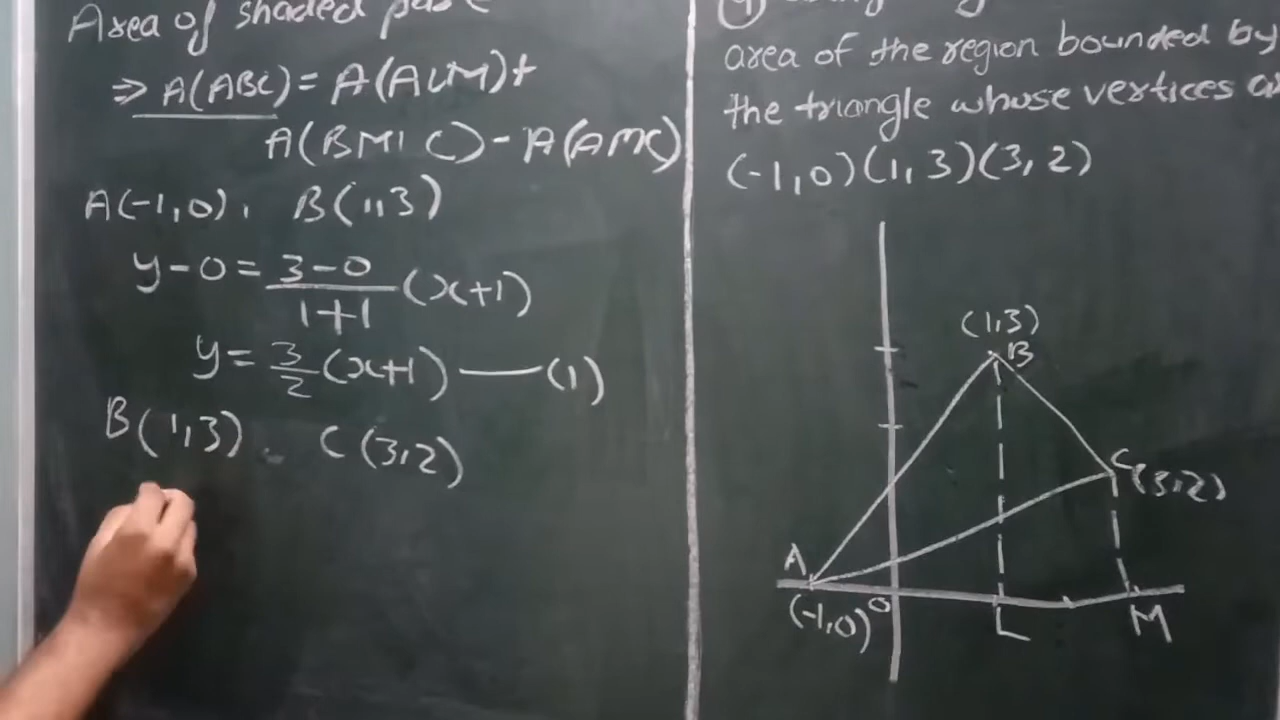 Area of shaded
⇒ A(ABC) = A(ALM) +
A(BMLC) - A(AMC)
A(-1,0), B(1,3)
y-0 = 3-0/1+1 (x+1)
y = 3/2 (x+1) — (1)
B(1,3) C(3,2)
area of the region bounded by
the triangle whose vertices
(-1,0)(1,3)(3,2)
(1,3)
B
C(3,2)
A
(-1,0)
O
L
M